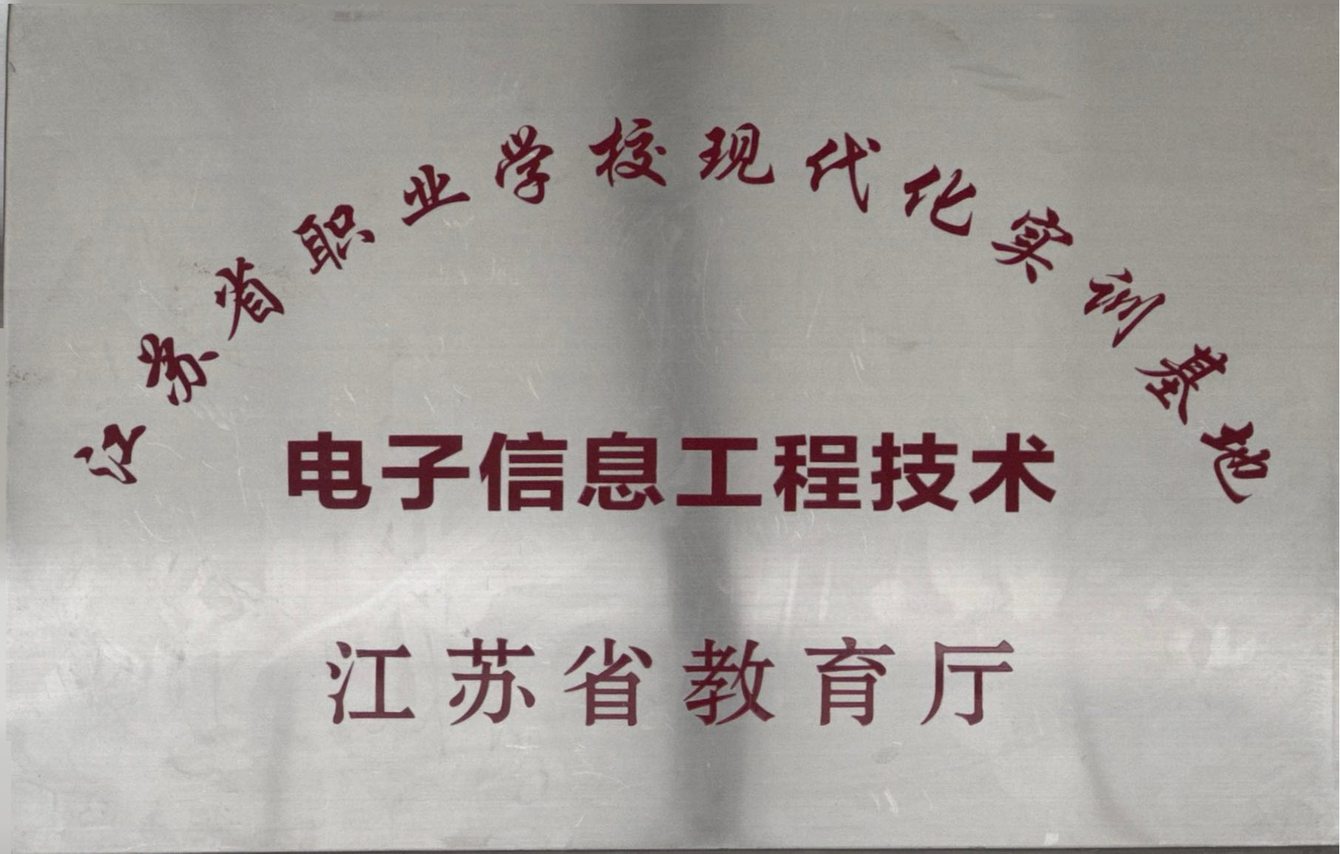 江苏省职业学校现代化实训基地
电子信息工程技术
江苏省教育厅